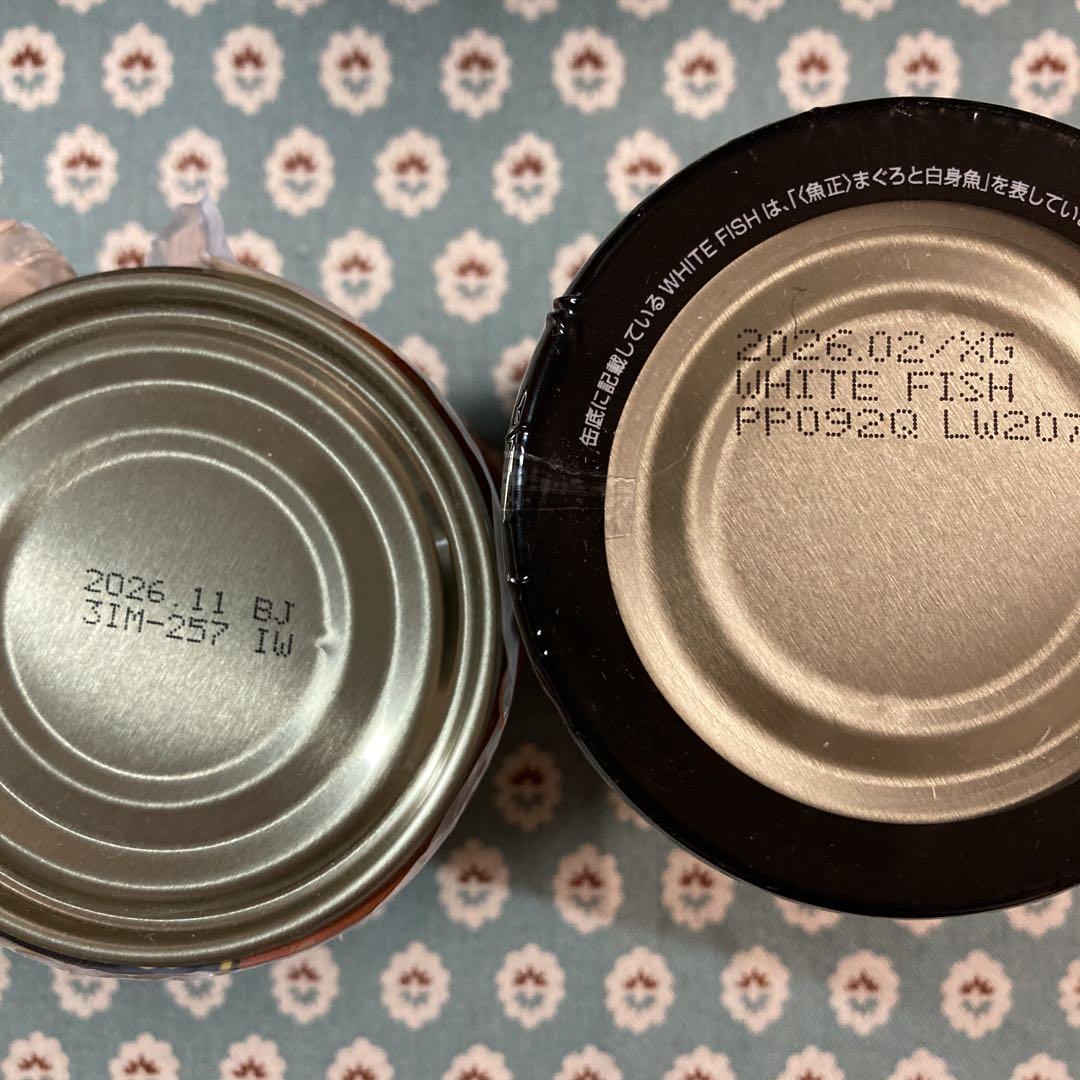 2026.11 BJ
3IM-257 IW
缶底に記載している WHITE FISH は、「〈魚正〉まぐろと白身魚」を表してい
2026.02/XG
WHITE FISH
PP092Q LW207